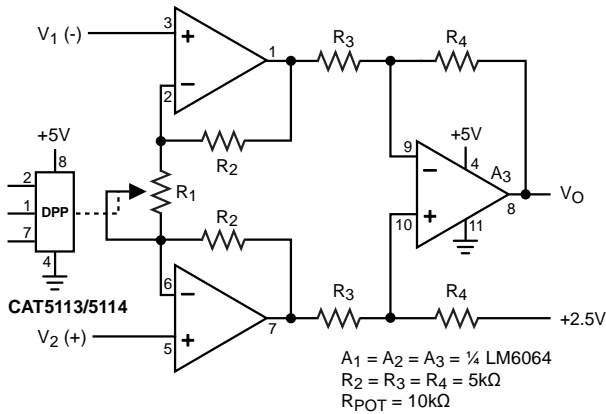 V1 (-)
3
+
1
R3
R4
−
2
+5V
R2
8
+5V
9
4
2
−
A3
DPP
R1
VO
1
8
+
7
R2
10
11
4
CAT5113/5114
6
−
R3
R4
+2.5V
7
V2 (+)
+
5
A1 = A2 = A3 = ¼ LM6064
R2 = R3 = R4 = 5kΩ
RPOT = 10kΩ